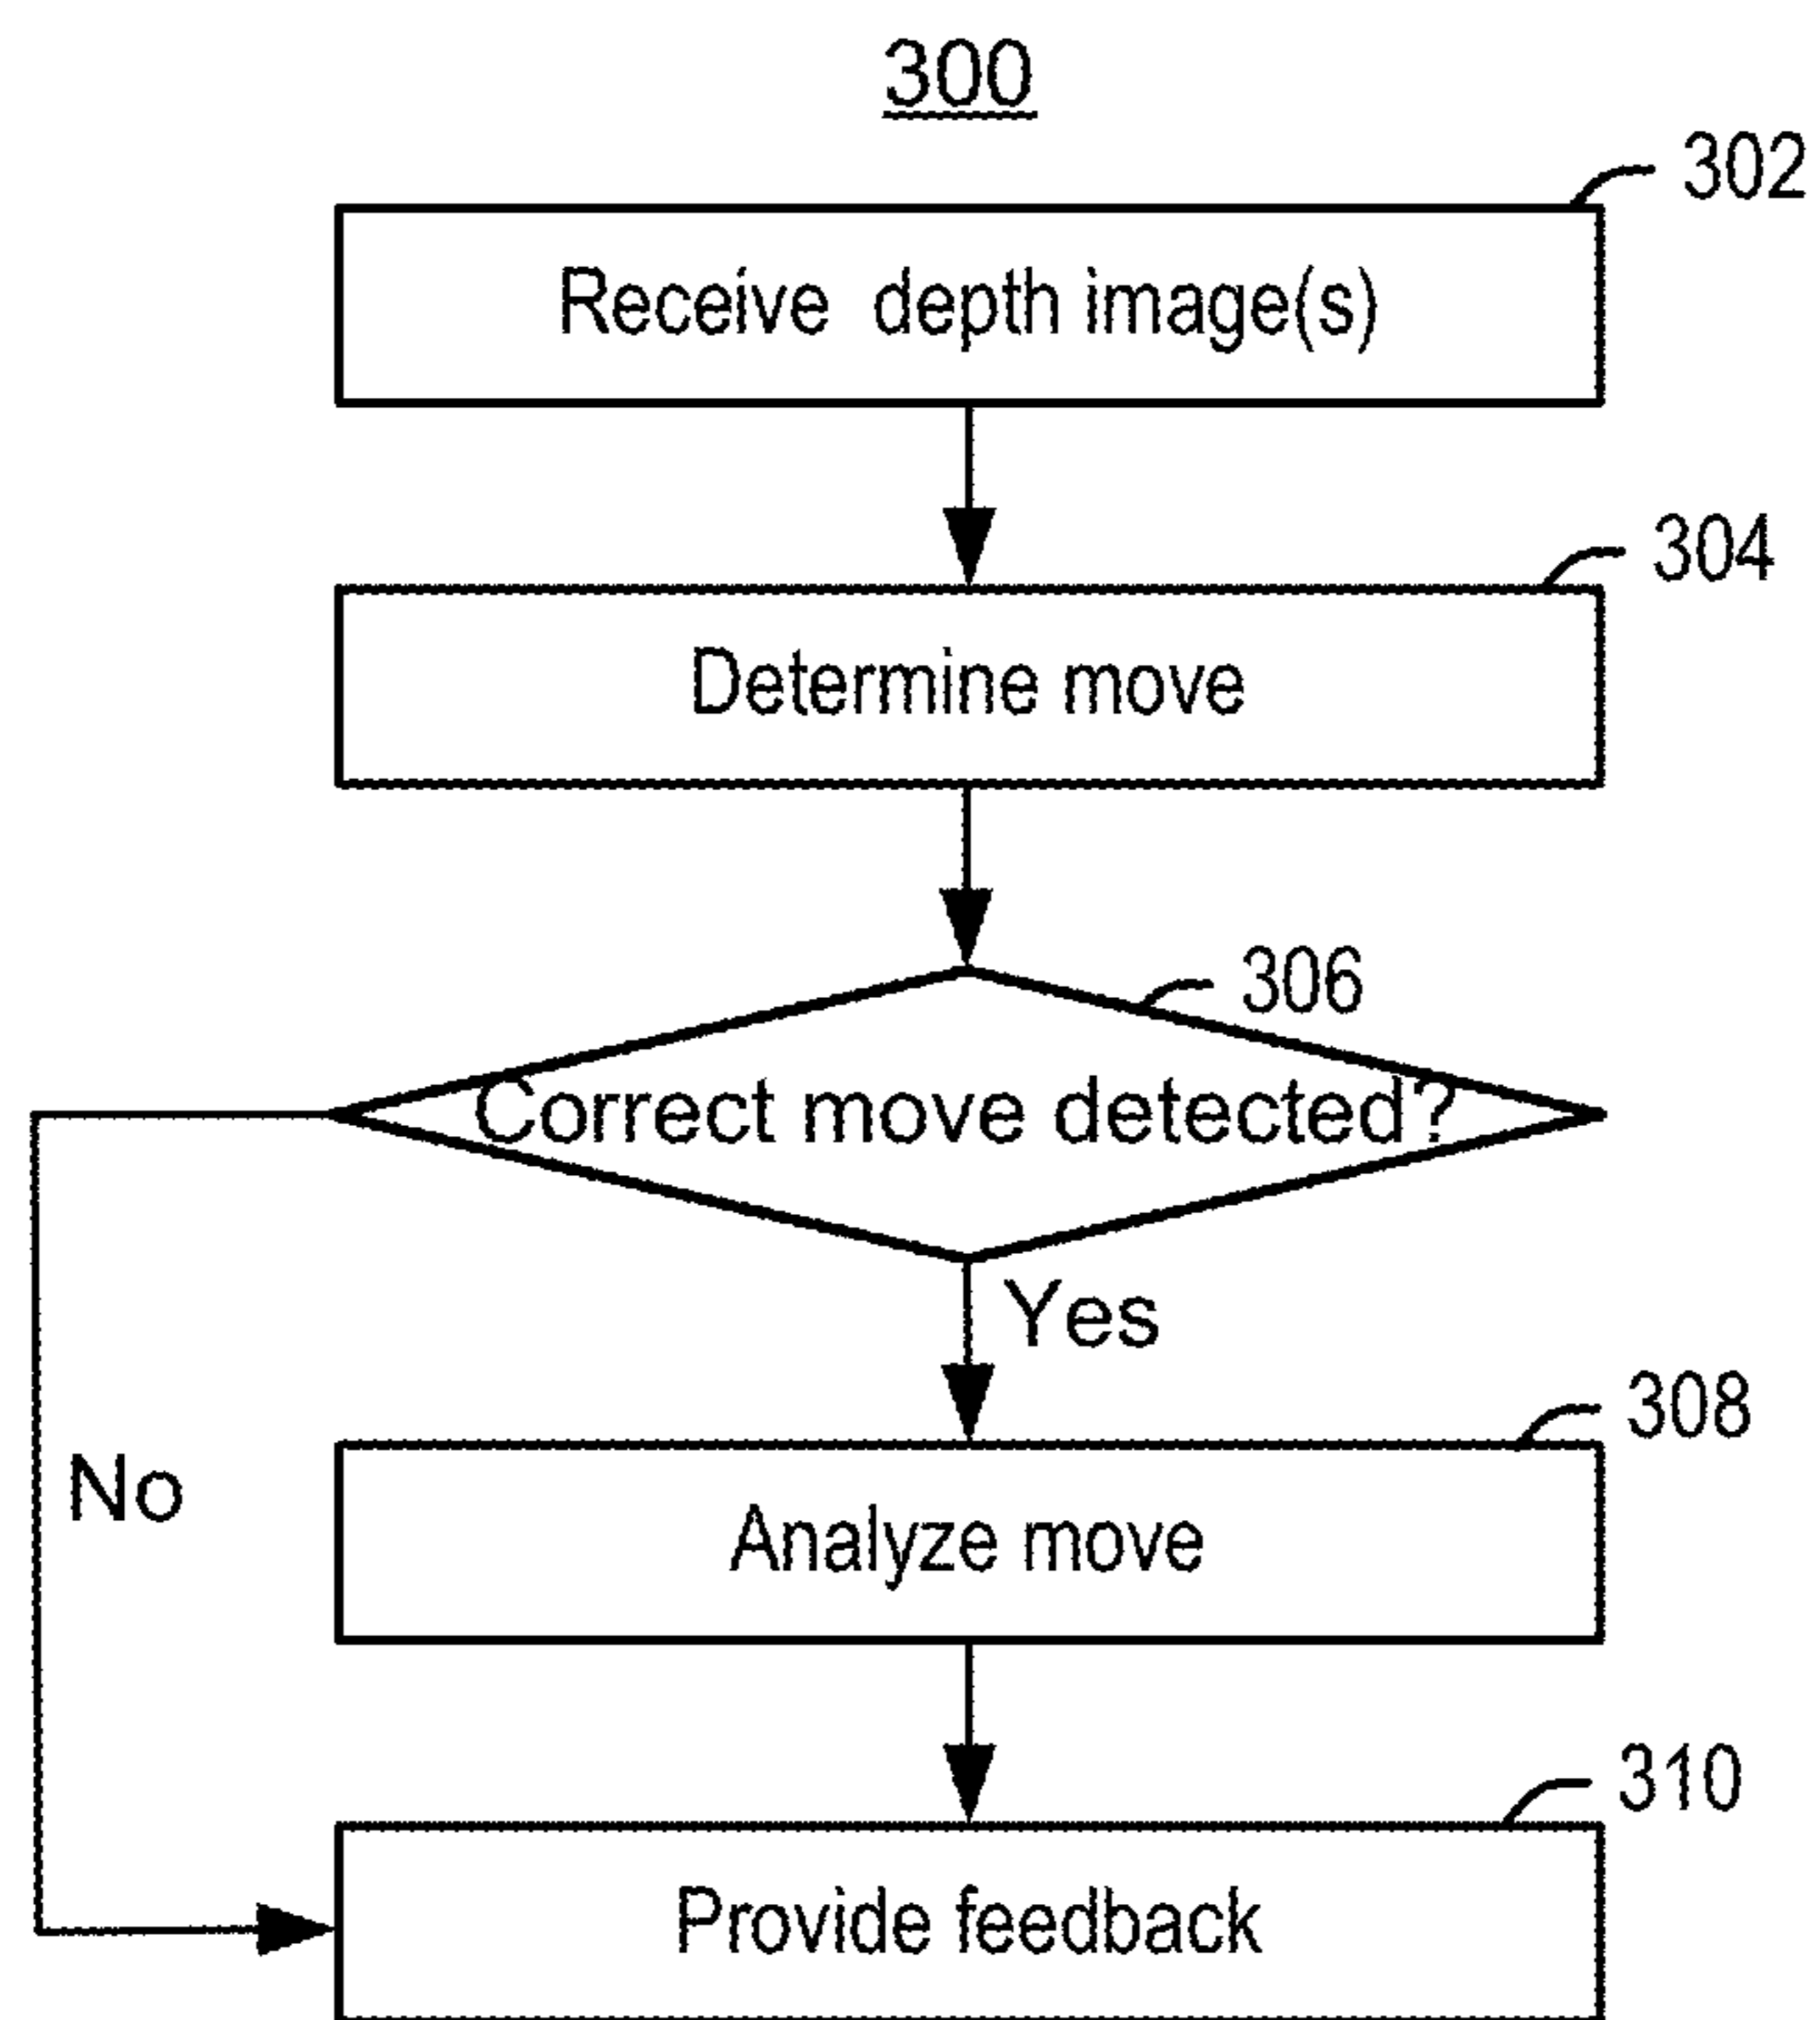 300
302
Receive depth image(s)
304
Determine move
306
Correct move detected?
Yes
308
No
Analyze move
310
Provide feedback